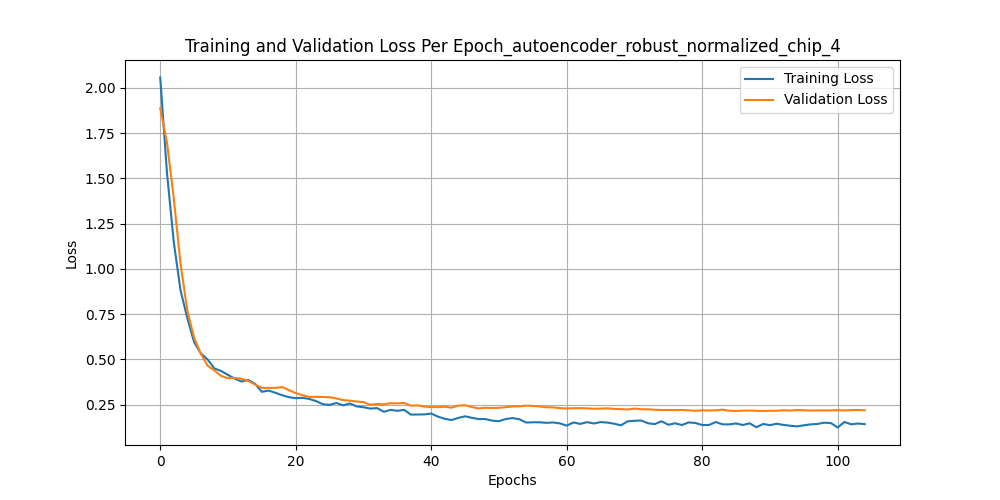 Training and Validation Loss Per Epoch_autoencoder_robust_normalized_chip_4
Training Loss
Validation Loss
2.00
1.75
1.50
1.25
1.00
0.75
0.50
0.25
Loss
0 20 40 60 80 100
Epochs